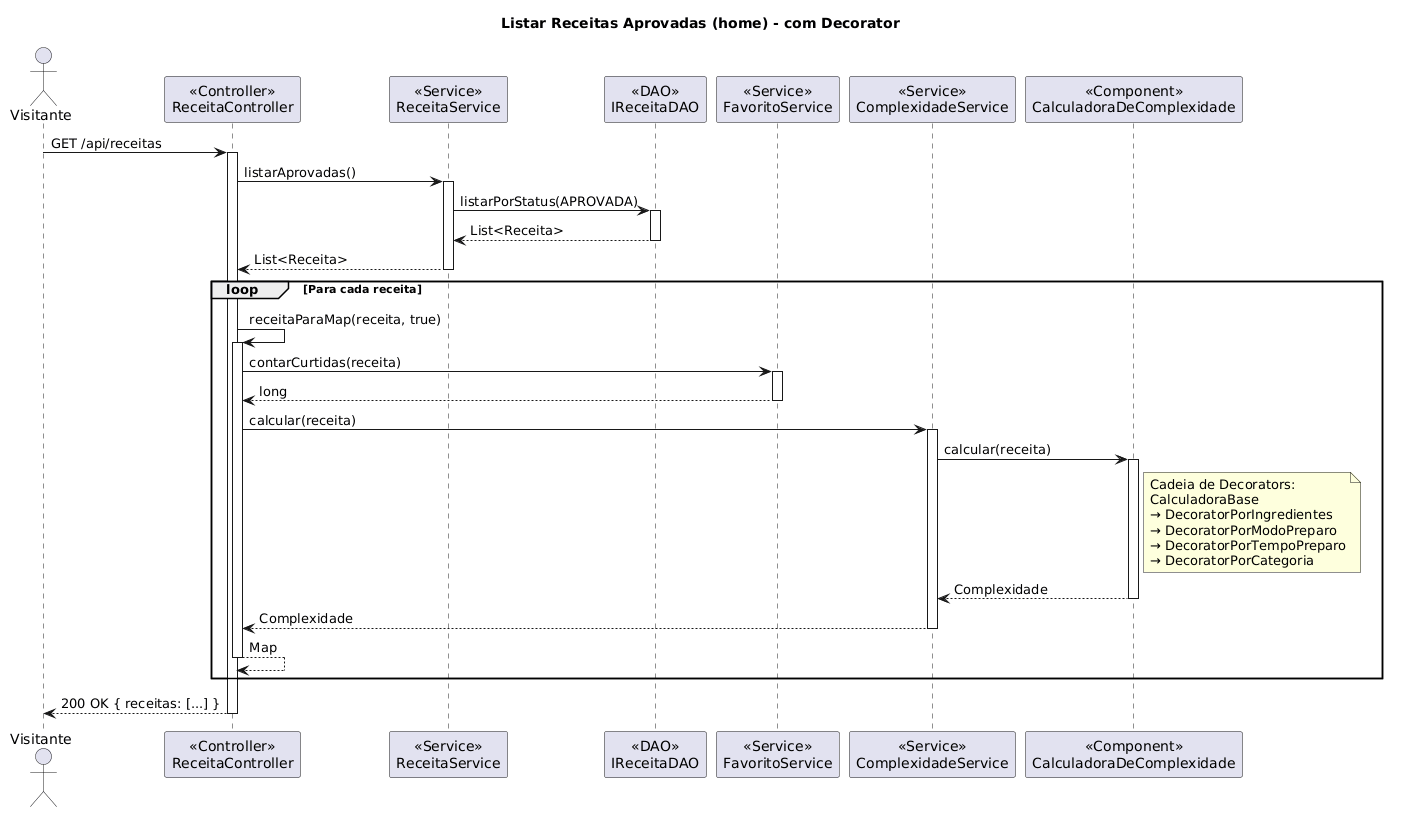 Listar Receitas Aprovadas (home) - com Decorator
Visitante
«Controller»
ReceitaController
«Service»
ReceitaService
«DAO»
IReceitaDAO
«Service»
FavoritoService
«Service»
ComplexidadeService
«Component»
CalculadoraDeComplexidade
GET /api/receitas
listarAprovadas()
listarPorStatus(APROVADA)
List<Receita>
List<Receita>
loop
[Para cada receita]
receitaParaMap(receita, true)
contarCurtidas(receita)
long
calcular(receita)
calcular(receita)
Cadeia de Decorators:
CalculadoraBase
→ DecoratorPorIngredientes
→ DecoratorPorModoPreparo
→ DecoratorPorTempoPreparo
→ DecoratorPorCategoria
Complexidade
Complexidade
Map
200 OK { receitas: [...] }
Visitante
«Controller»
ReceitaController
«Service»
ReceitaService
«DAO»
IReceitaDAO
«Service»
FavoritoService
«Service»
ComplexidadeService
«Component»
CalculadoraDeComplexidade